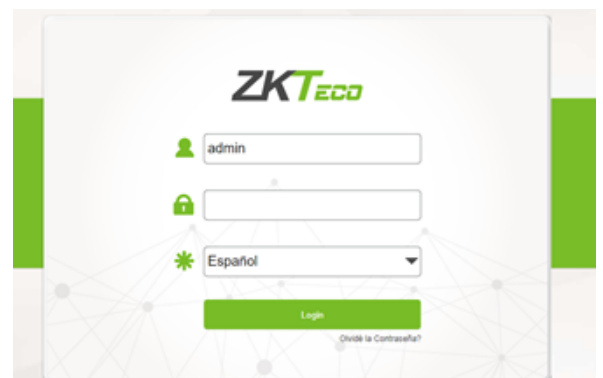 ZKTeco
admin
Español
Login
Olvidé la Contraseña?